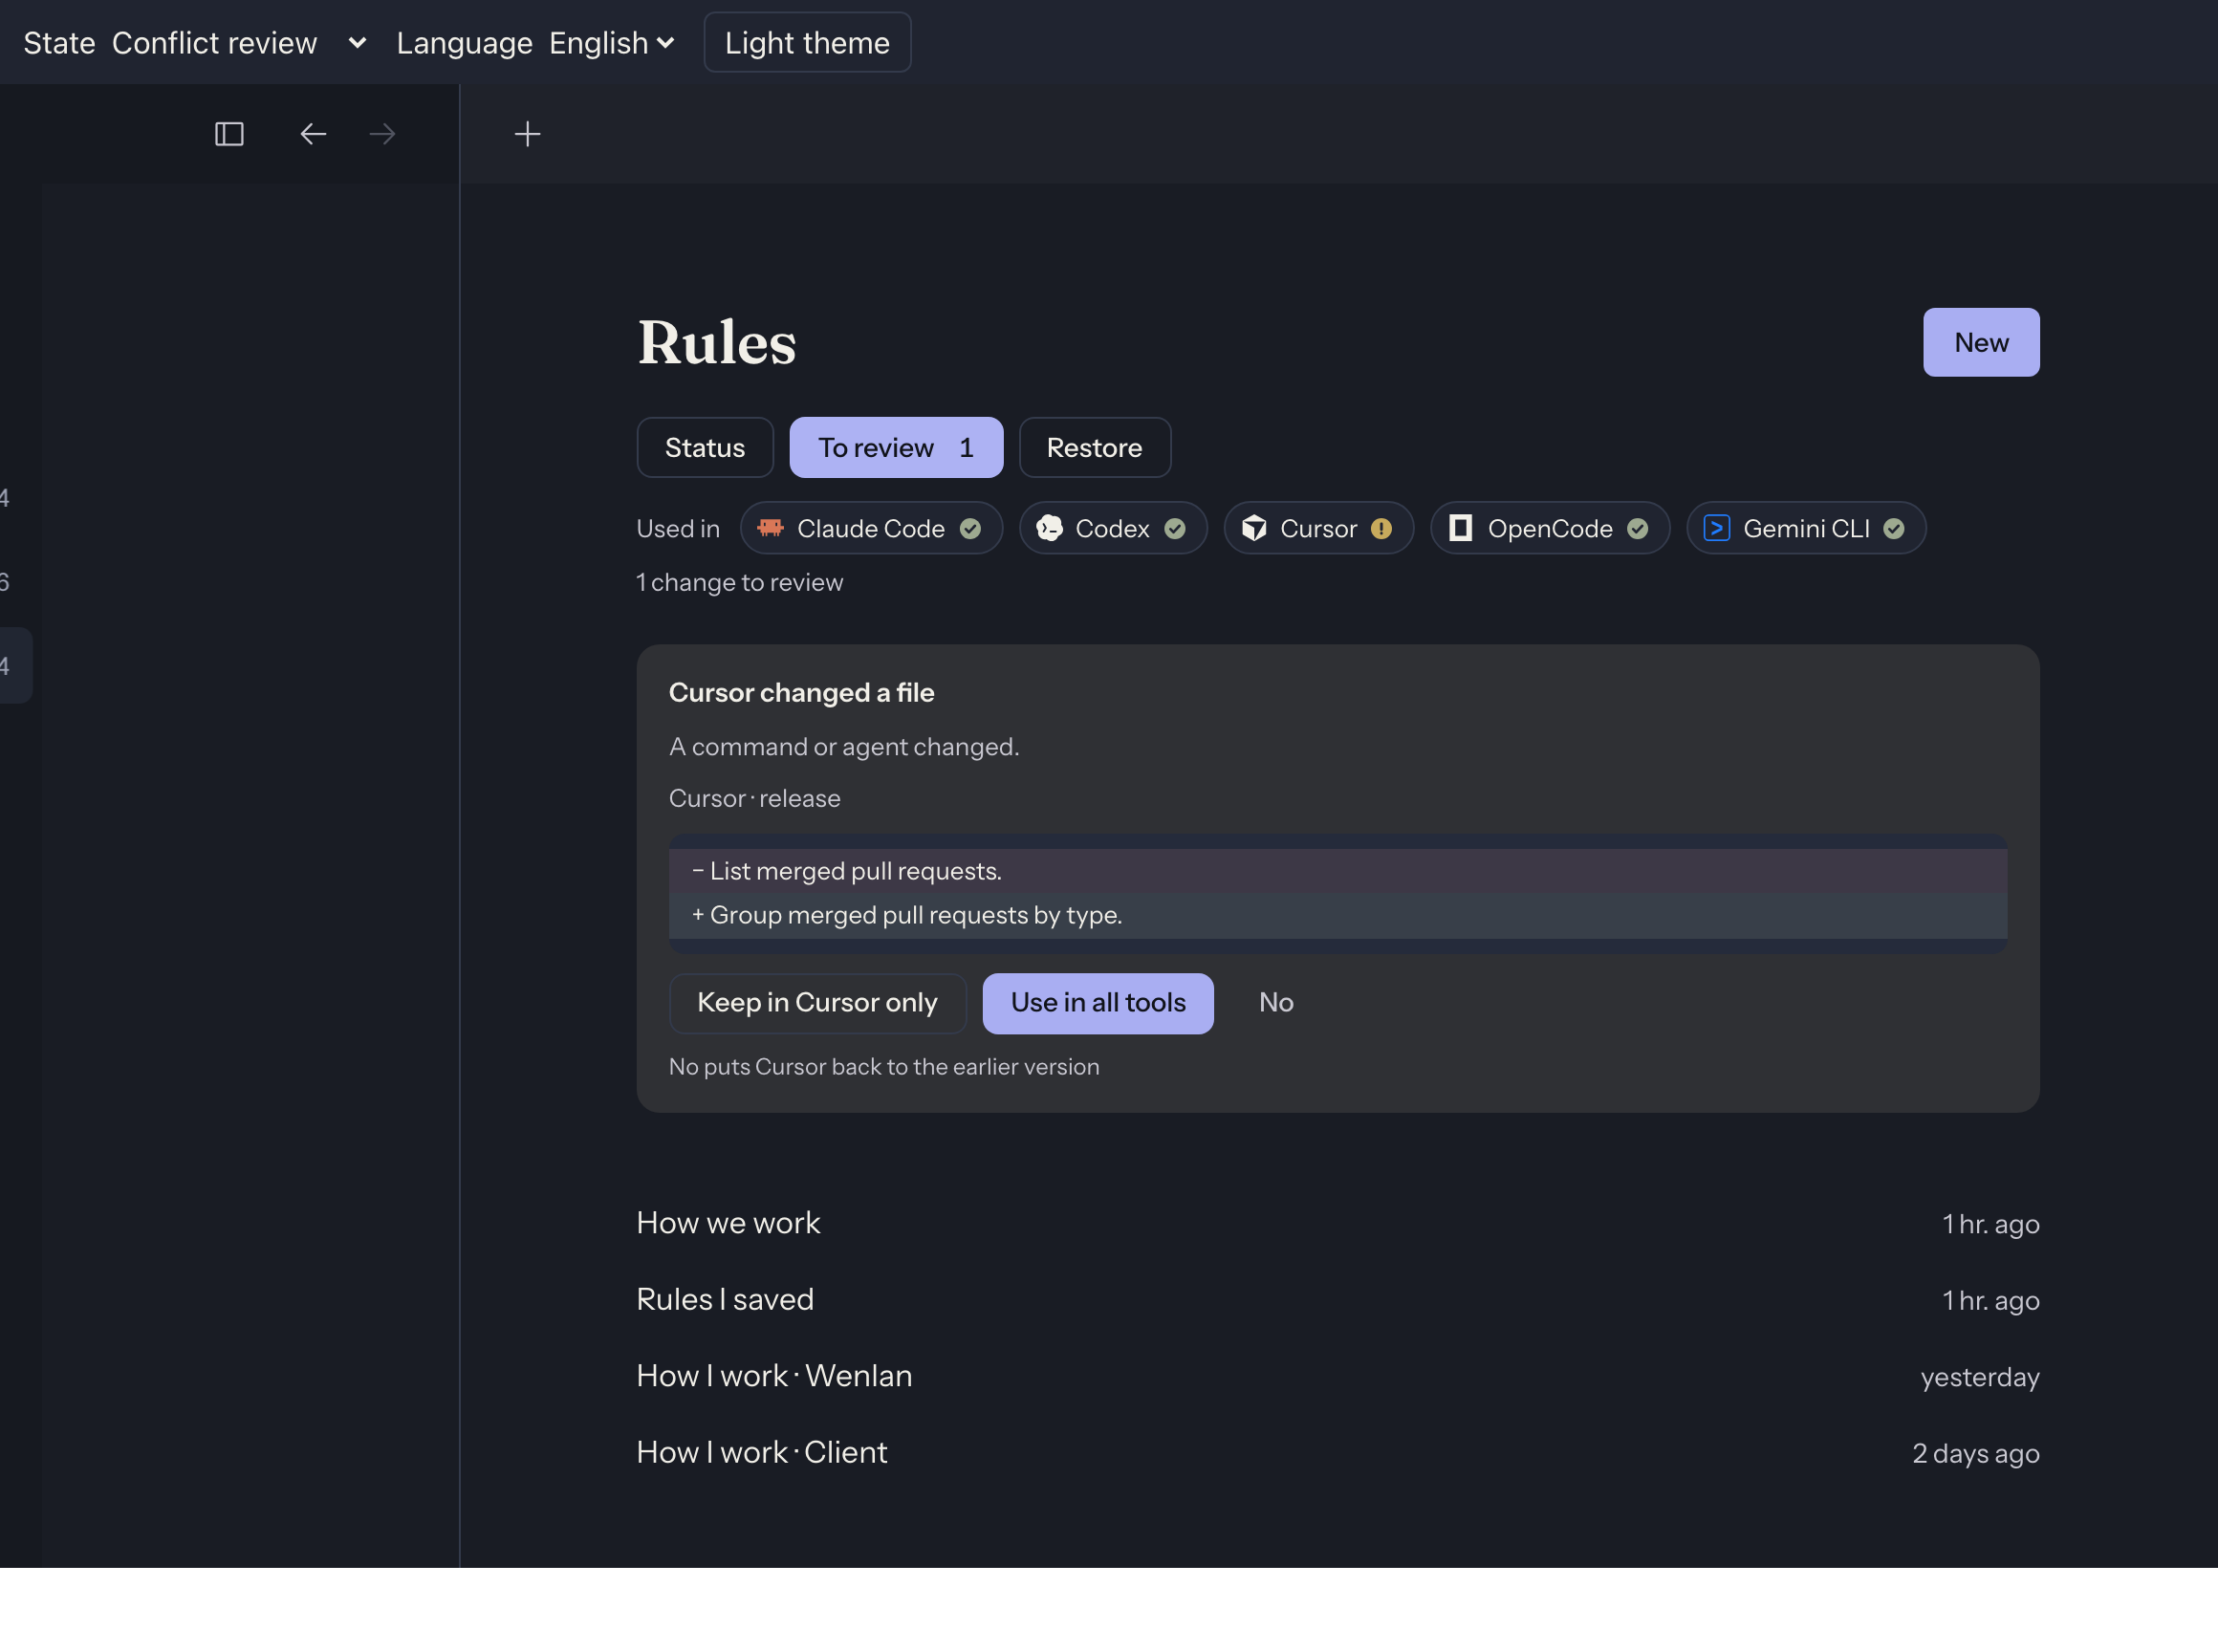 State Conflict review Language English Light theme
Rules
New
Status To review 1 Restore
Used in Claude Code Codex Cursor OpenCode Gemini CLI
1 change to review
4
6
4
Cursor changed a file
A command or agent changed.
Cursor · release
− List merged pull requests.
+ Group merged pull requests by type.
Keep in Cursor only Use in all tools No
No puts Cursor back to the earlier version
How we work 1 hr. ago
Rules I saved 1 hr. ago
How I work · Wenlan yesterday
How I work · Client 2 days ago